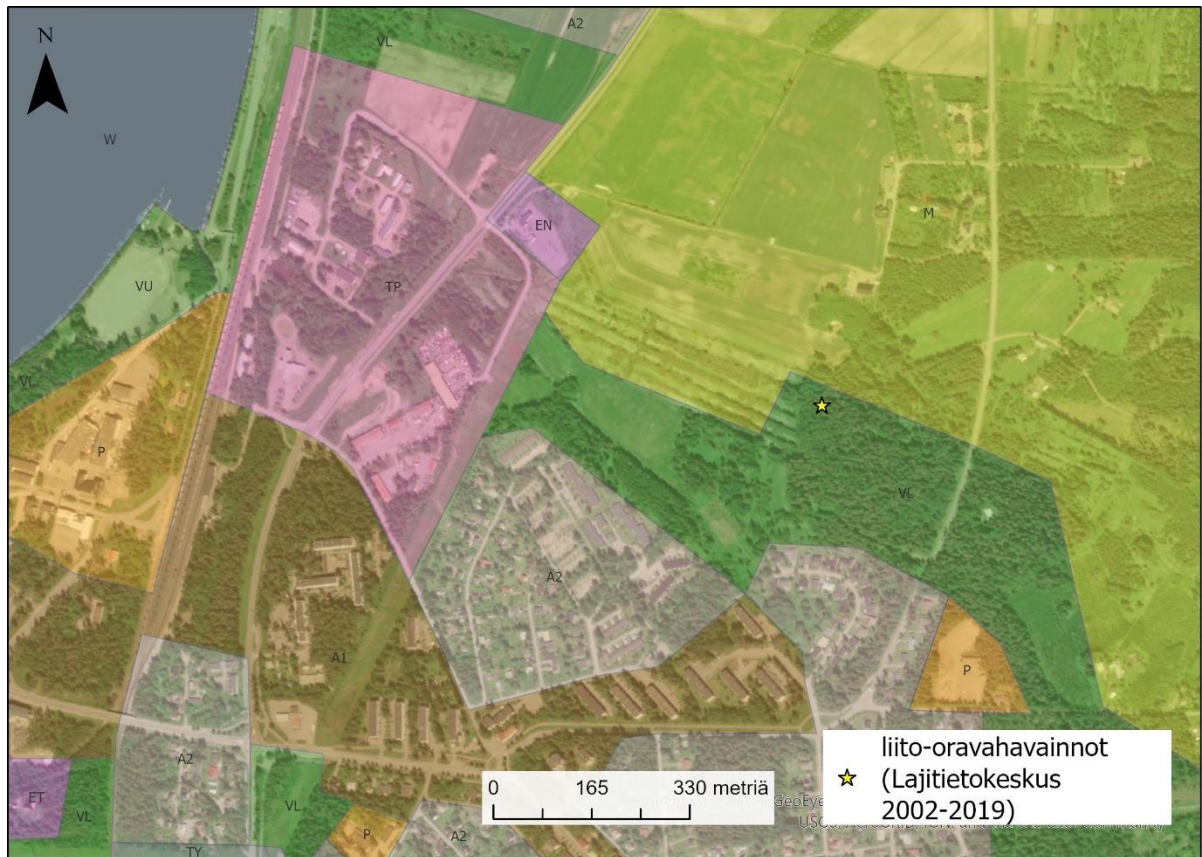 A2
VL
N
W
M
EN
VU
TP
VL
P
VL
A2
A1
P
A2
ET
VL
VL
P
A2
TY
0 165 330 metriä
liito-oravahavainnot
(Lajitietokeskus
2002-2019)
GeoEye